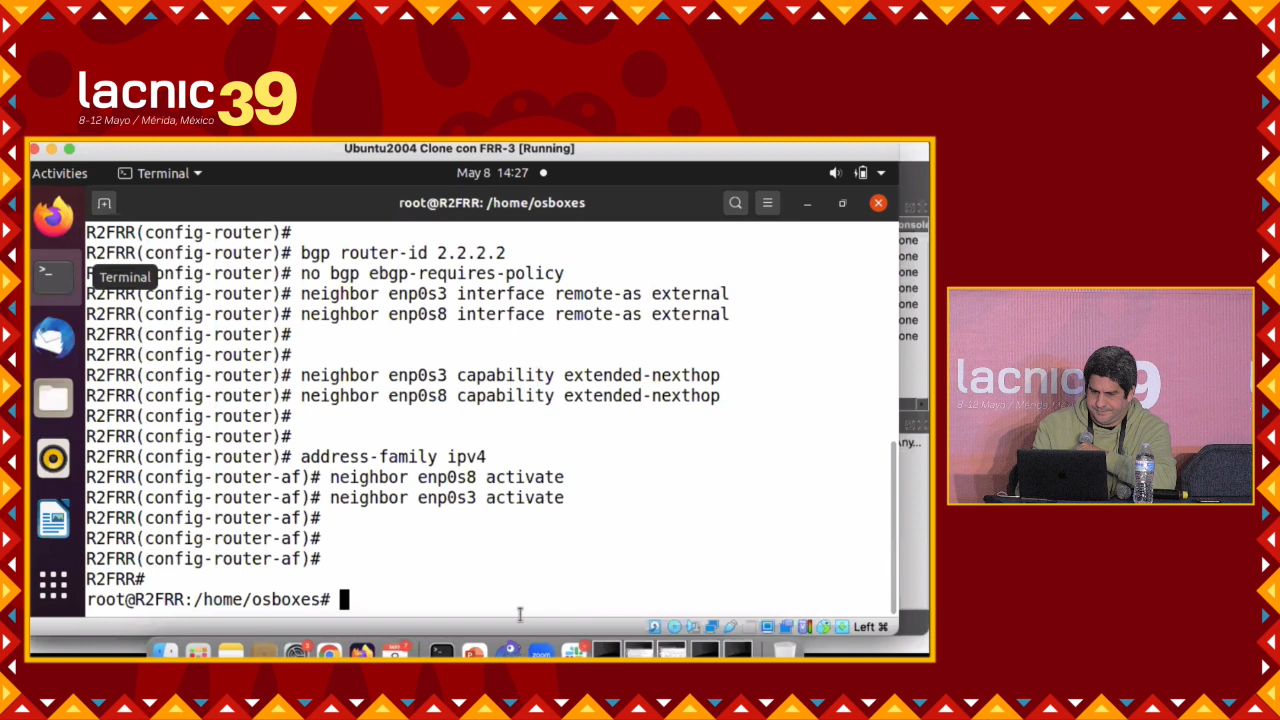 lacnic 39
8-12 Mayo / Mérida, México
Ubuntu2004 Clone con FRR-3 [Running]
Activities
Terminal
May 8 14:27
root@R2FRR: /home/osboxes
R2FRR(config-router)#
R2FRR(config-router)# bgp router-id 2.2.2.2
Terminal
config-router)# no bgp ebgp-requires-policy
R2FRR(config-router)# neighbor enp0s3 interface remote-as external
R2FRR(config-router)# neighbor enp0s8 interface remote-as external
R2FRR(config-router)#
R2FRR(config-router)#
R2FRR(config-router)# neighbor enp0s3 capability extended-nexthop
R2FRR(config-router)# neighbor enp0s8 capability extended-nexthop
R2FRR(config-router)#
R2FRR(config-router)#
R2FRR(config-router)# address-family ipv4
R2FRR(config-router-af)# neighbor enp0s8 activate
R2FRR(config-router-af)# neighbor enp0s3 activate
R2FRR(config-router-af)#
R2FRR(config-router-af)#
R2FRR(config-router-af)#
R2FRR#
root@R2FRR:/home/osboxes#
Left ⌘
zoom
lacnic 39